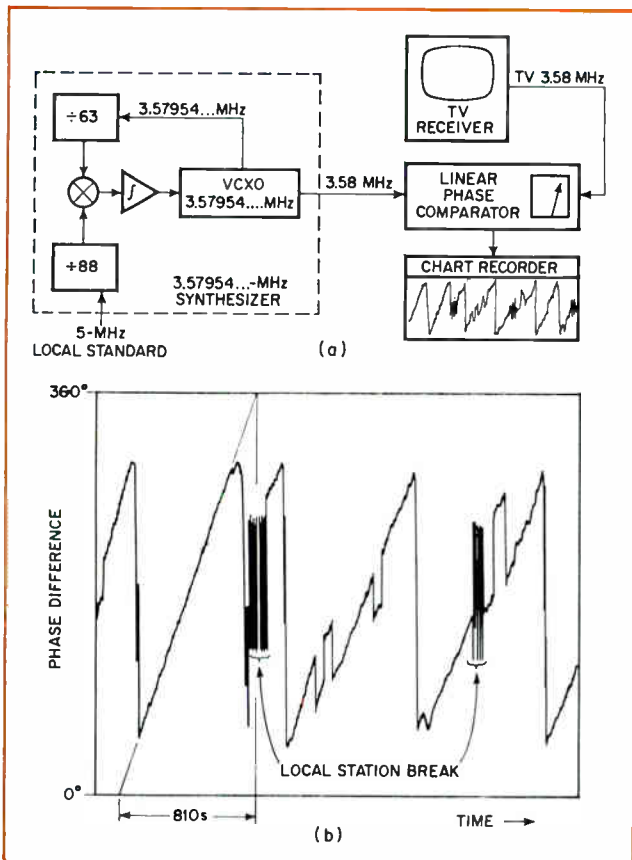 ÷63
3.57954...MHz
÷88
∫
VCXO
3.57954....MHz
3.57954...-MHz
SYNTHESIZER
5-MHz
LOCAL STANDARD
3.58 MHz
TV
RECEIVER
TV 3.58 MHz
LINEAR
PHASE
COMPARATOR
CHART RECORDER
(a)
360°
PHASE DIFFERENCE
0°
LOCAL STATION BREAK
810s
TIME
(b)